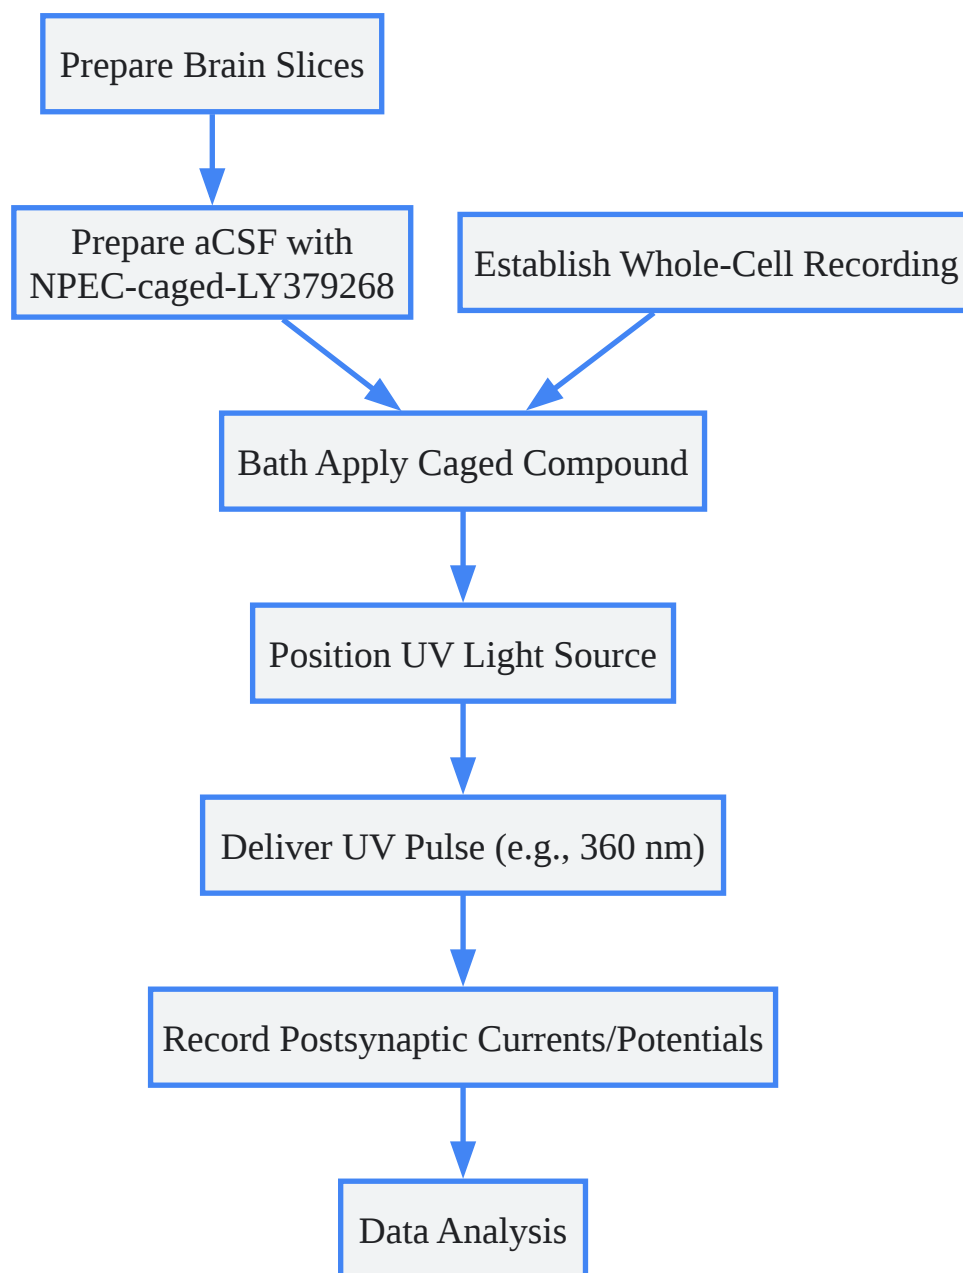 Prepare Brain Slices
Prepare aCSF with
NPEC-caged-LY379268
Establish Whole-Cell Recording
Bath Apply Caged Compound
Position UV Light Source
Deliver UV Pulse (e.g., 360 nm)
Record Postsynaptic Currents/Potentials
Data Analysis